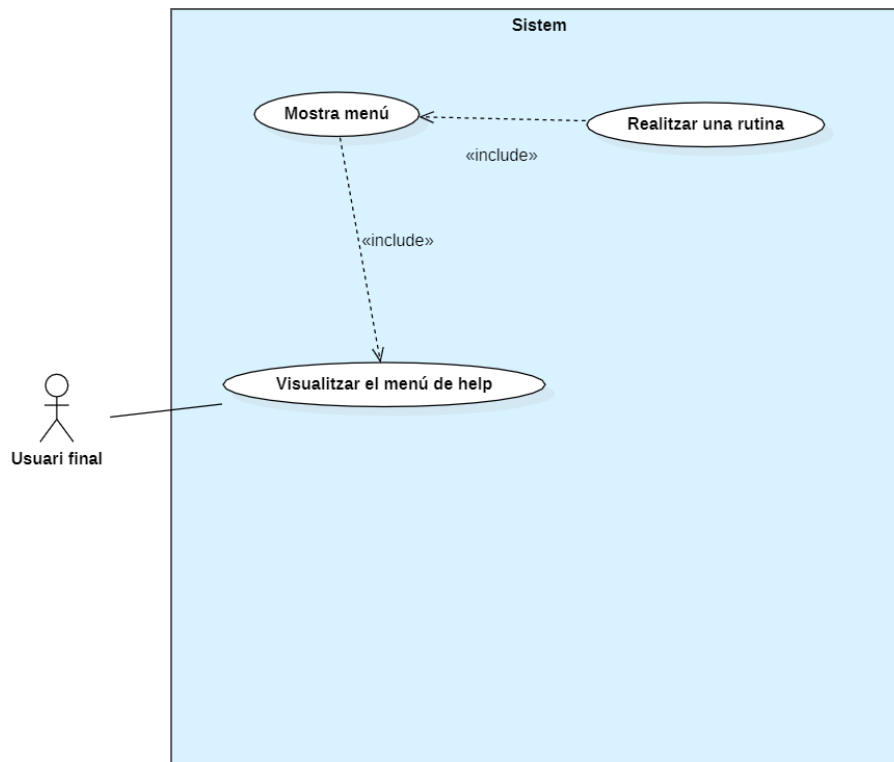 Sistem
Mostra menú
Realitzar una rutina
«include»
«include»
Visualitzar el menú de help
Usuari final